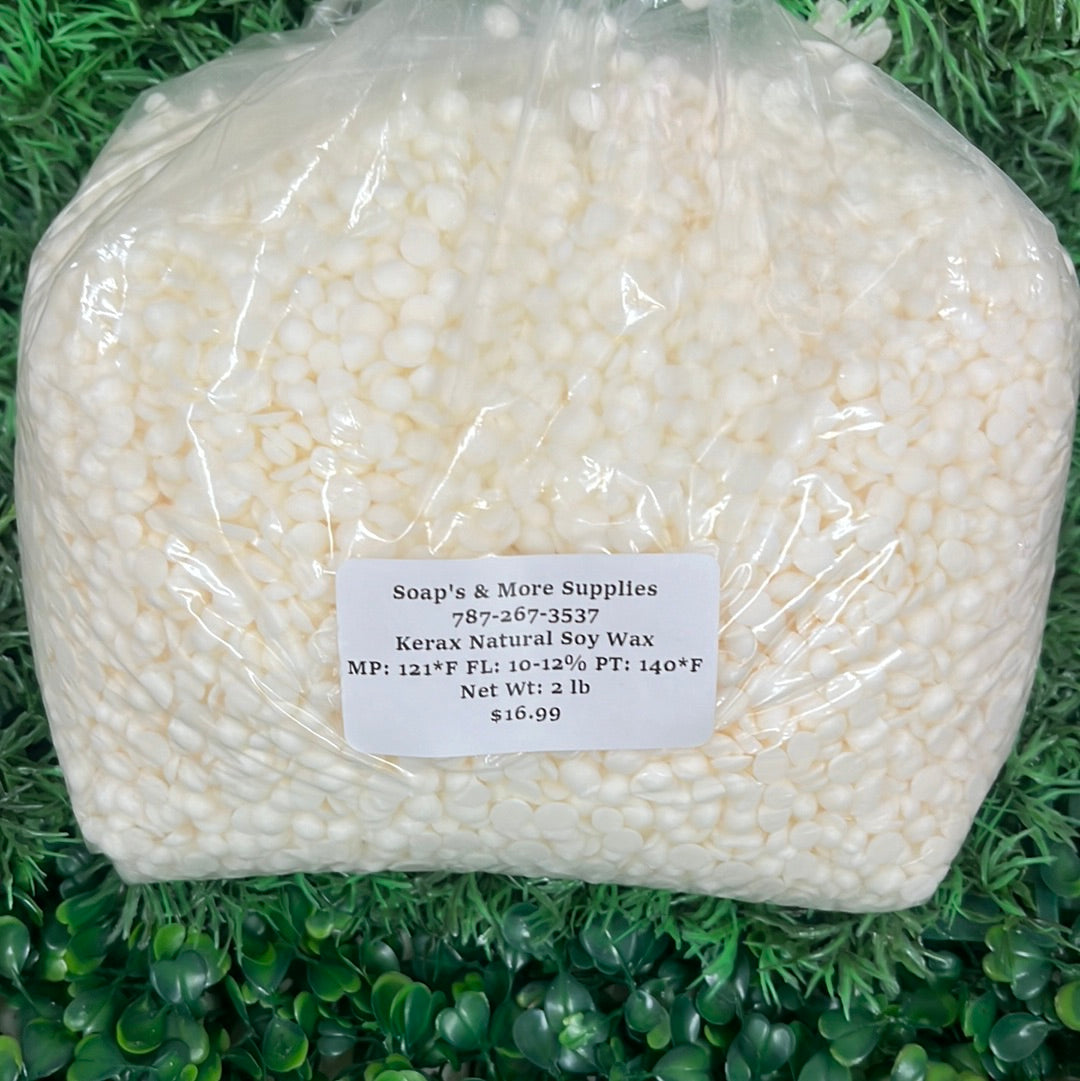 Soap's & More Supplies
787-267-3537
Kerax Natural Soy Wax
MP: 121*F FL: 10-12% PT: 140*F
Net Wt: 2 lb
$16.99